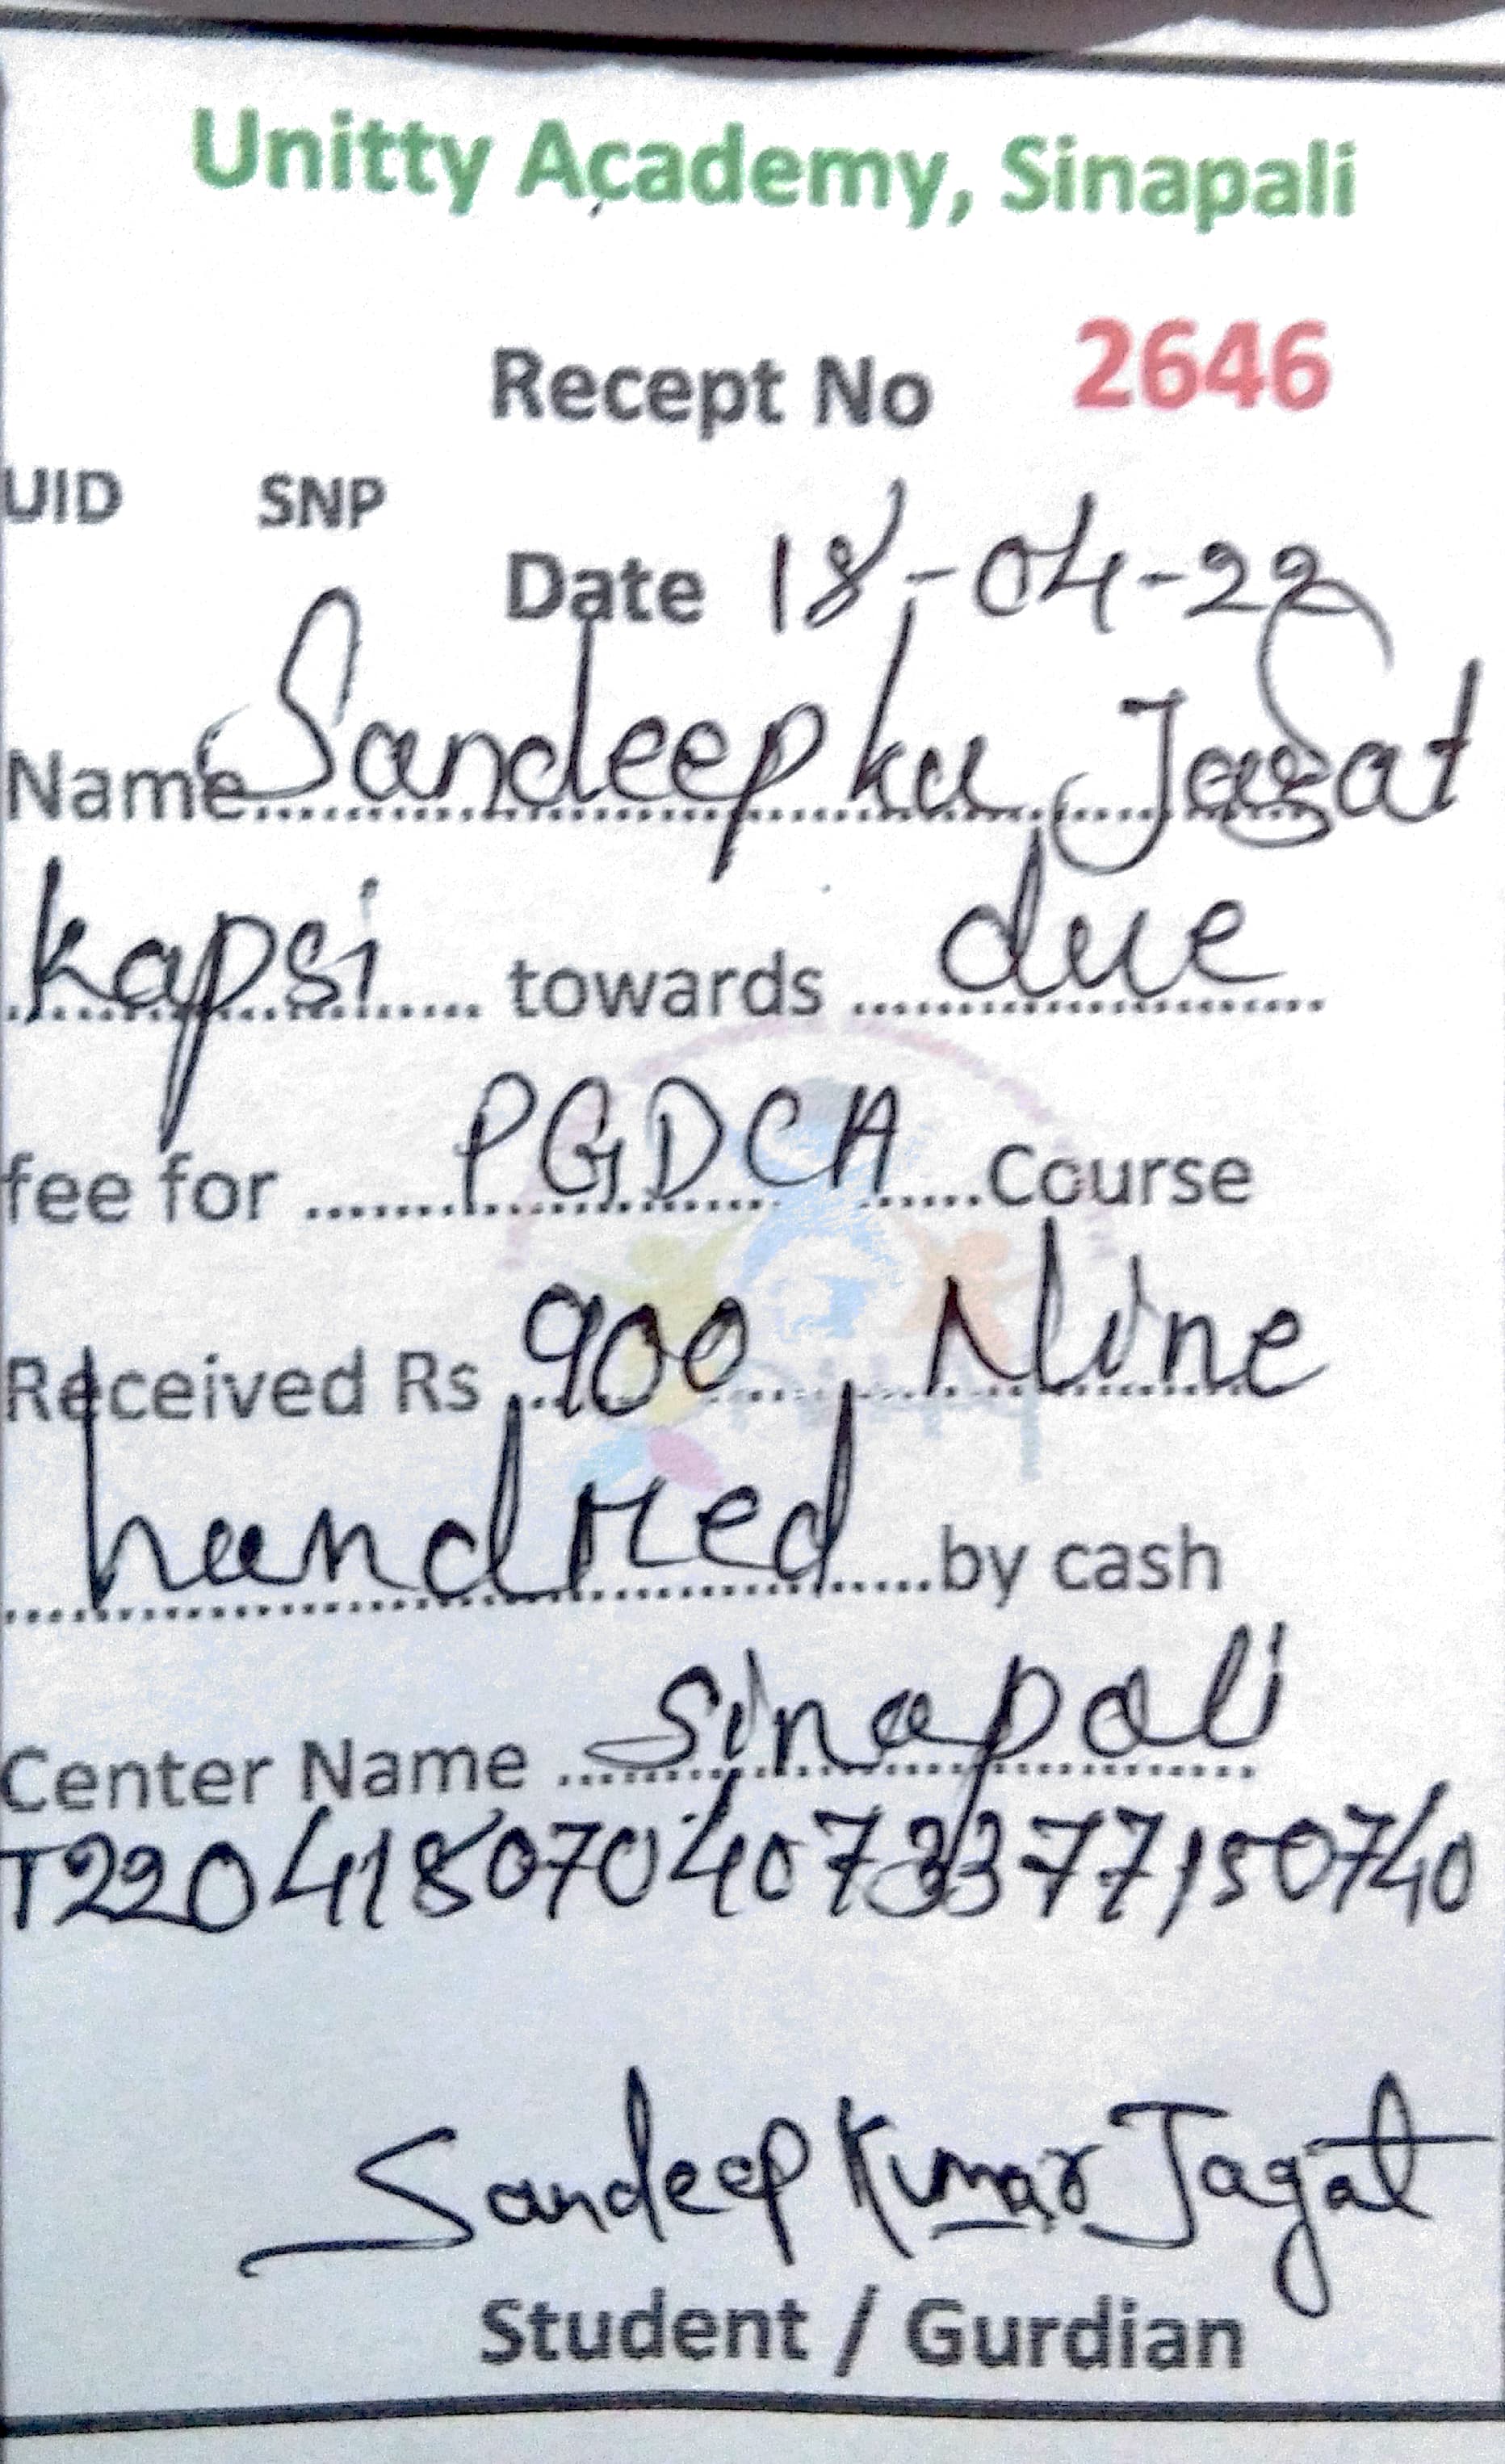 Unitty Academy, Sinapali
Recept No 2646
UID SNP
Date 18-04-22
Name Sandeep ku Jagat
kapsi towards due
fee for PGDCA Course
Received Rs 900 Nine
hundred by cash
Center Name Sinapali
T2204180704073377150740
Sandeep Kumar Jagat
Student / Gurdian